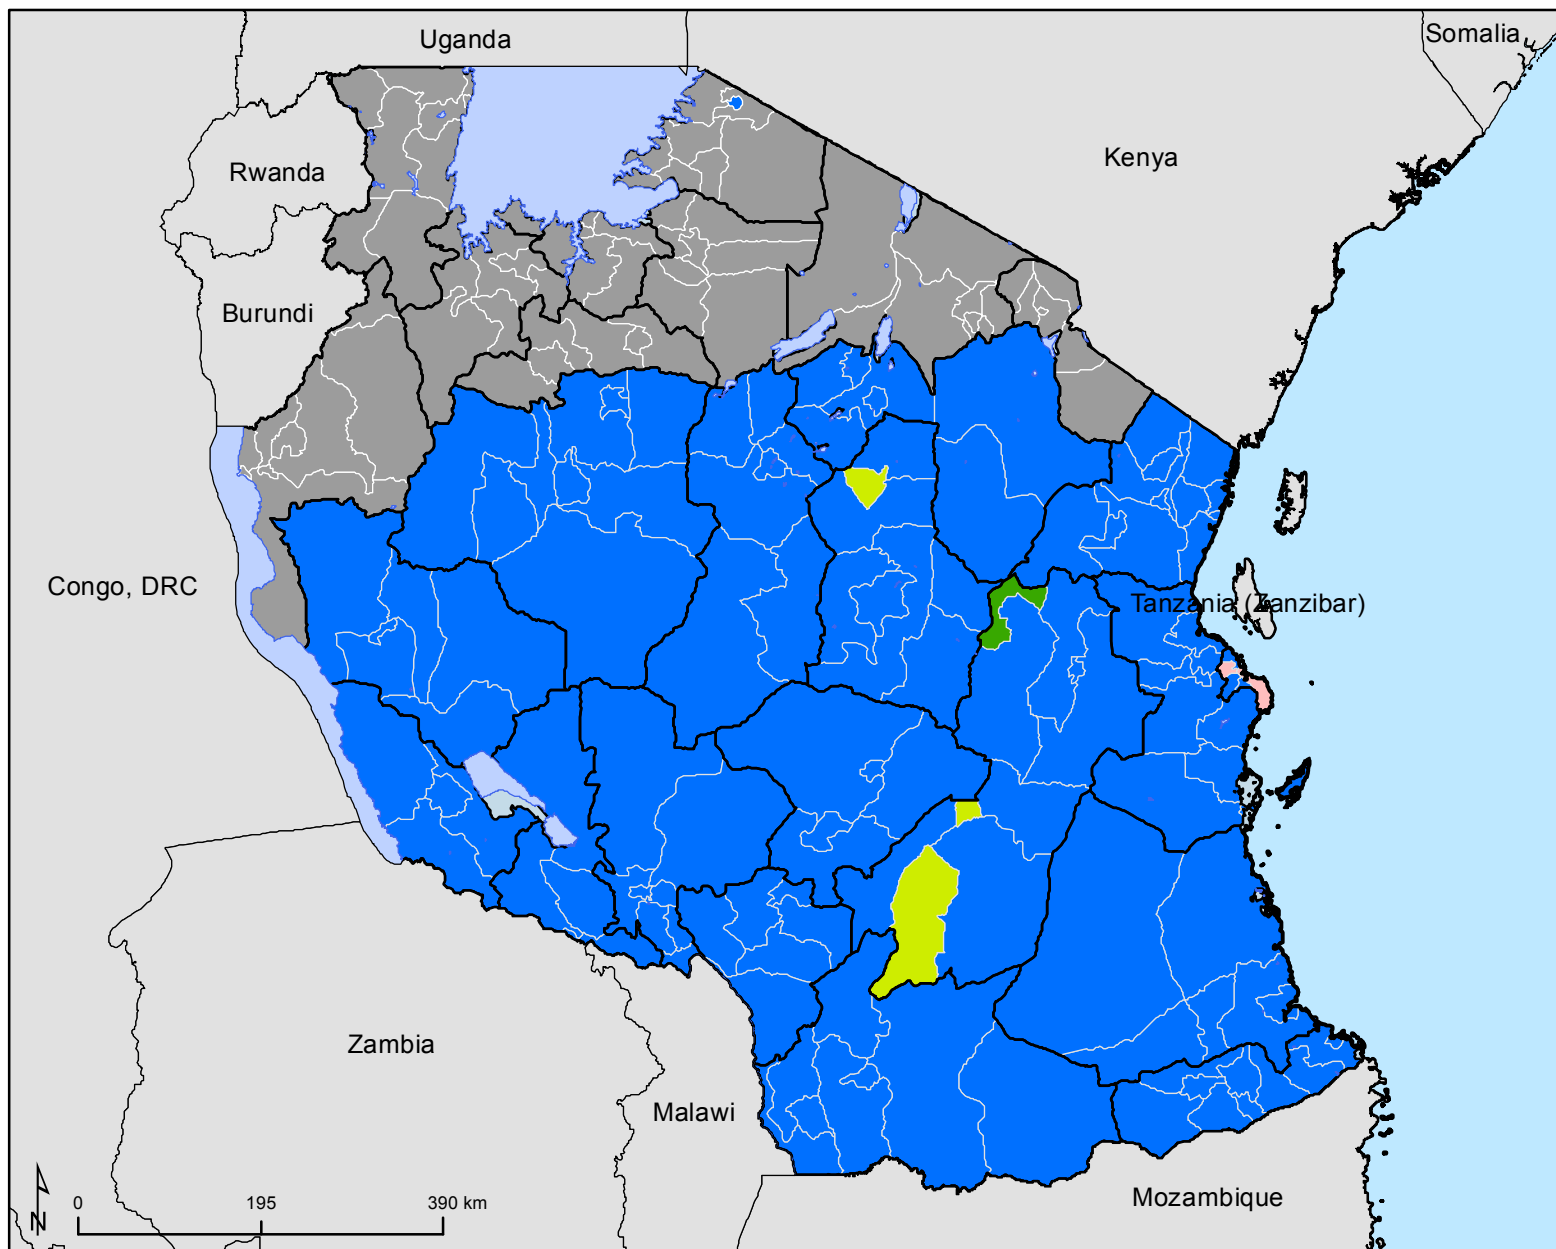 Uganda
Somalia
Kenya
Rwanda
Burundi
Congo, DRC
Tanzania (Zanzibar)
Zambia
Malawi
Mozambique
N
0 195 390 km